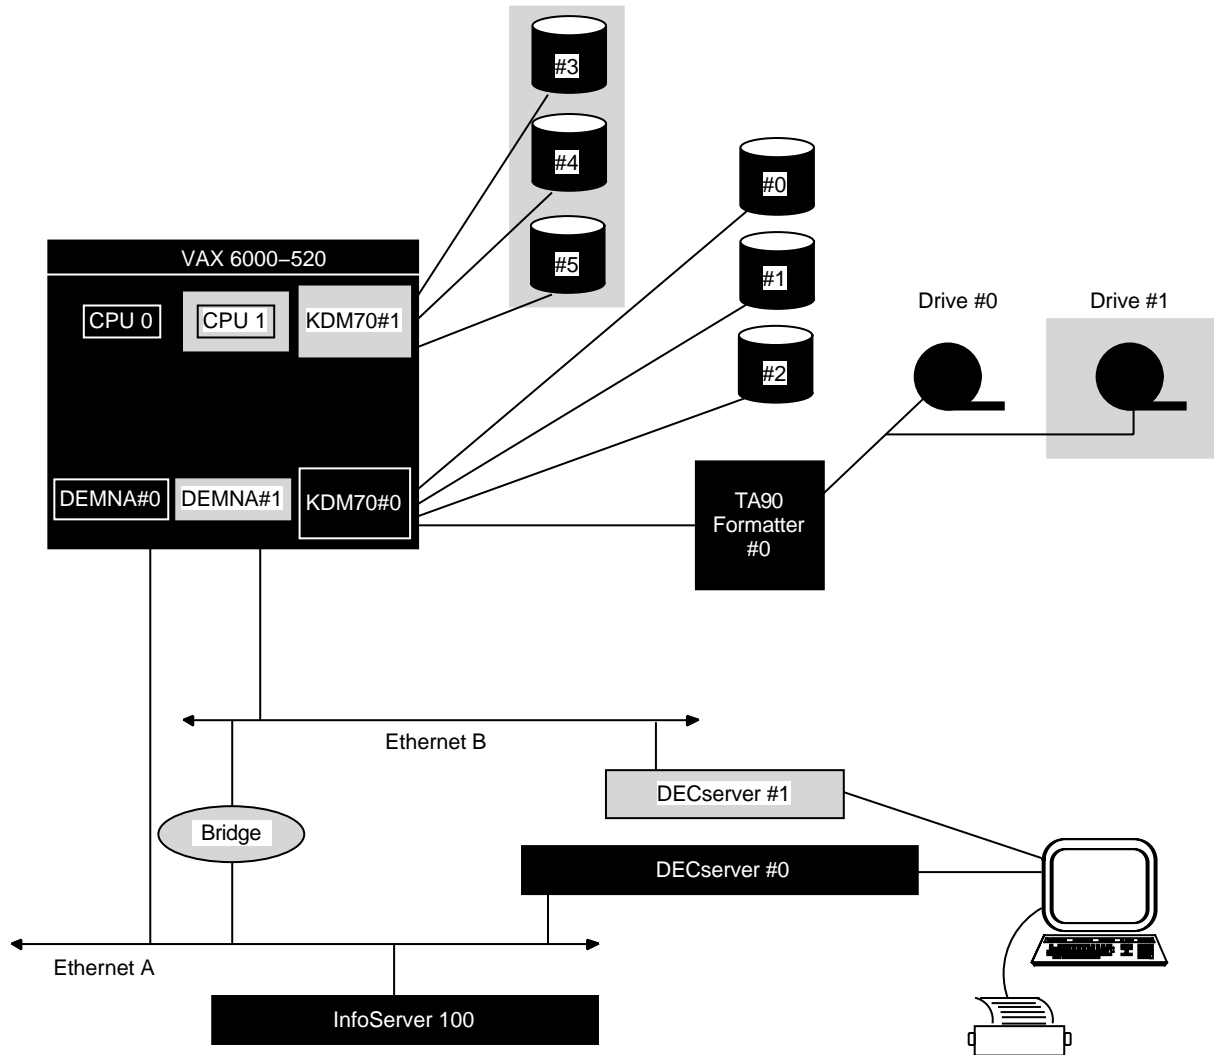 #3
#4
#5
#0
#1
#2
VAX 6000–520
CPU 0
CPU 1
KDM70#1
DEMNA#0
DEMNA#1
KDM70#0
Drive #0
Drive #1
TA90
Formatter
#0
Ethernet B
DECserver #1
Bridge
DECserver #0
Ethernet A
InfoServer 100